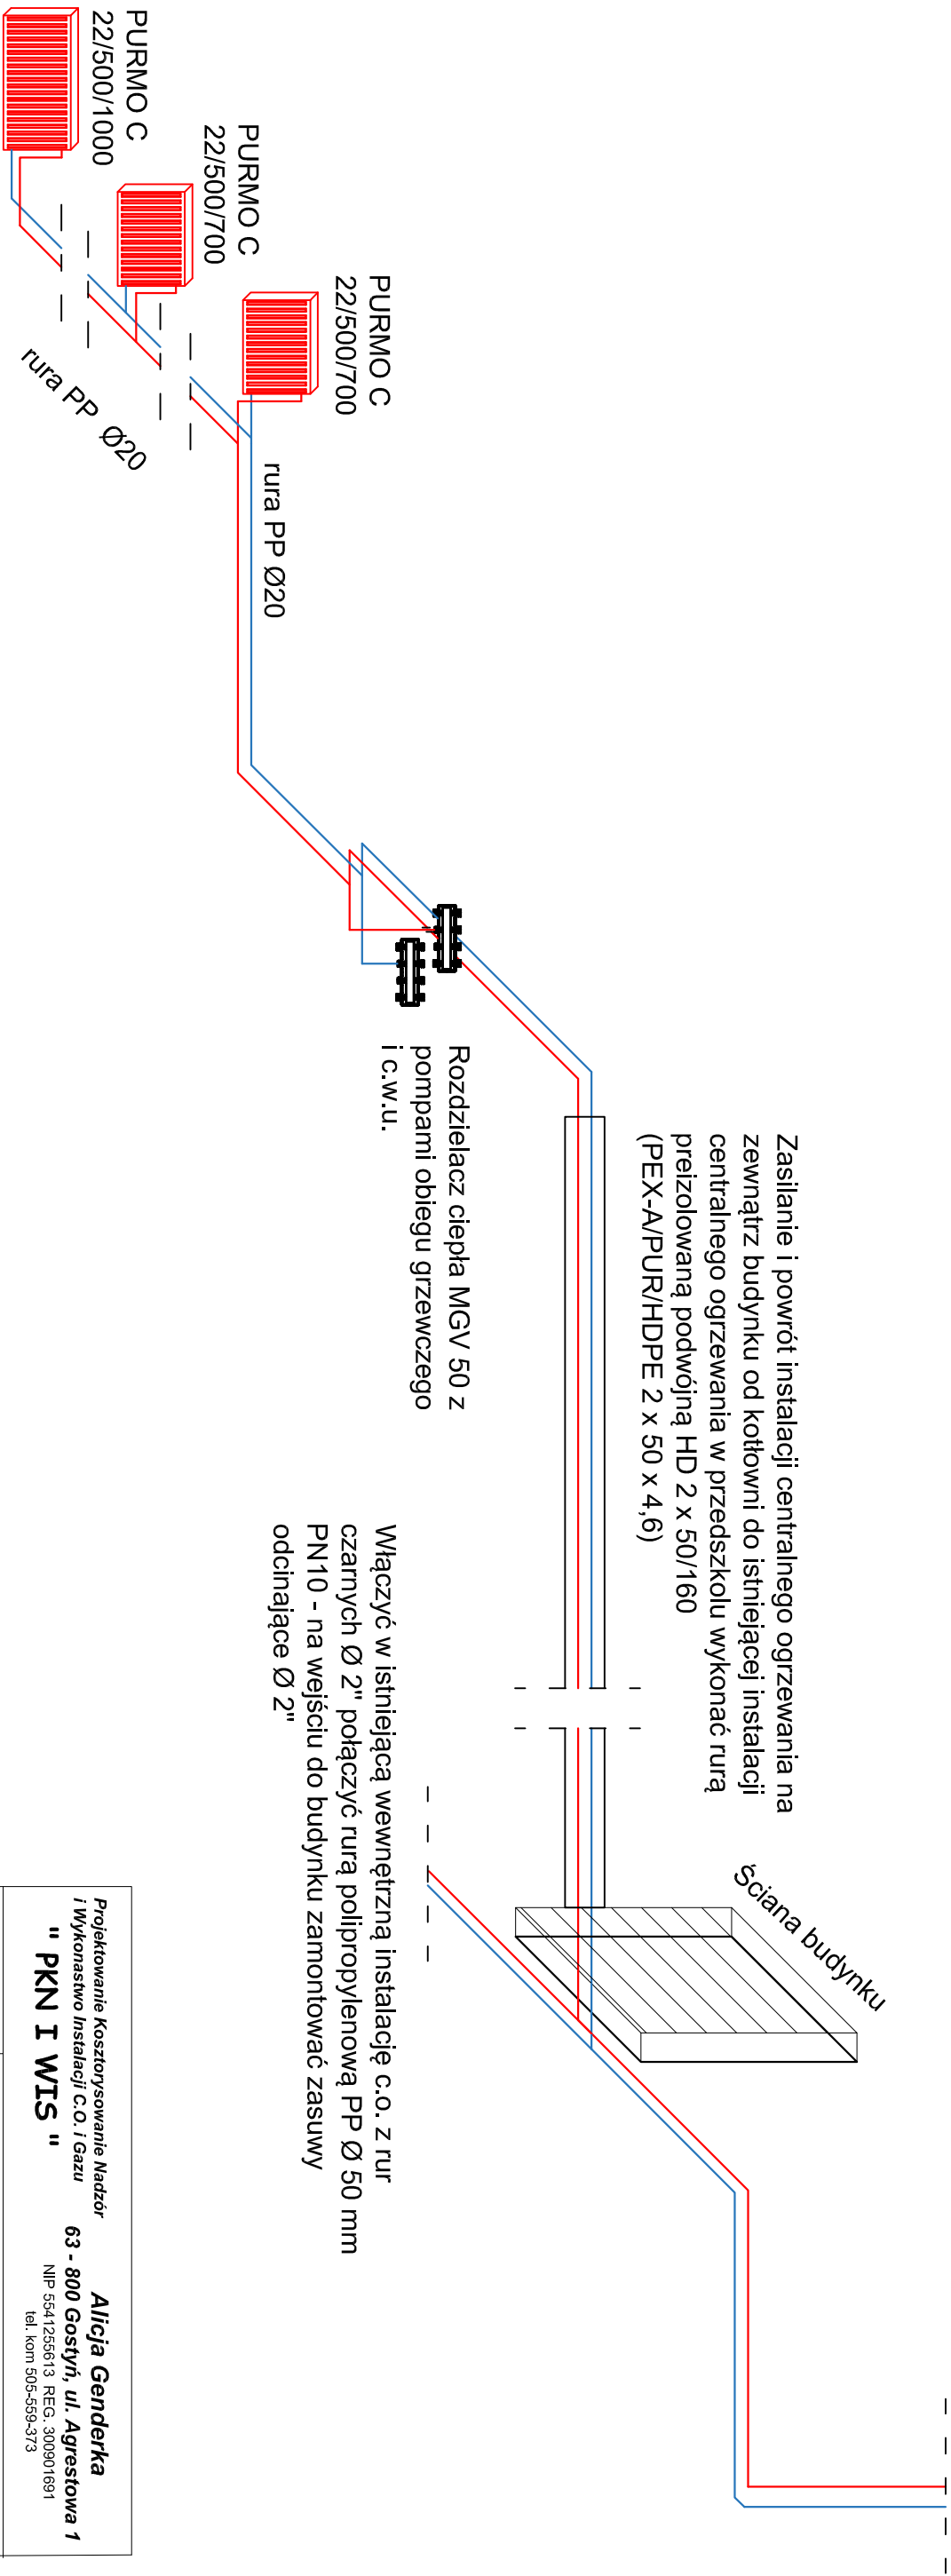 PURMO C
22/500/1000
PURMO C
22/500/700
PURMO C
22/500/700
rura PP Ø20
rura PP Ø20
Rozdzielacz ciepła MGV 50 z
pompami obiegu grzewczego
i c.w.u.
Zasilanie i powrót instalacji centralnego ogrzewania na
zewnątrz budynku od kotłowni do istniejącej instalacji
centralnego ogrzewania w przedszkolu wykonać rurą
preizolowaną podwójną HD 2 x 50/160
(PEX-A/PUR/HDPE 2 x 50 x 4,6)
Ściana budynku
Włączyć w istniejącą wewnętrzną instalację c.o. z rur
czarnych Ø 2" połączyć rurą polipropylenową PP Ø 50 mm
PN10 - na wejściu do budynku zamontować zasuwy
odcinające Ø 2"
Projektowanie Kosztorysowanie Nadzór
i Wykonastwo Instalacji C.O. i Gazu
" PKN I WIS "
Alicja Genderka
63 - 800 Gostyń, ul. Agrestowa 1
NIP 5541255613 REG. 300901691
tel. kom 505-559-373